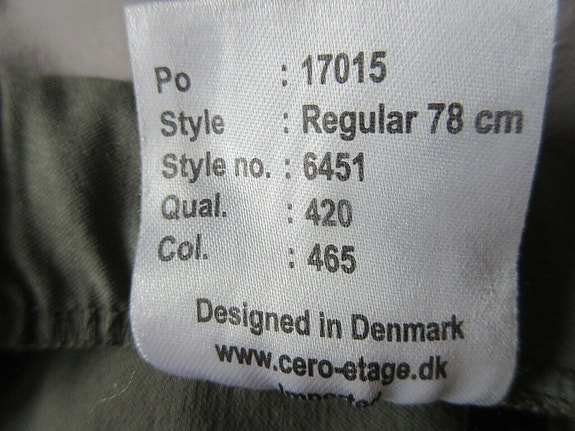 Po : 17015
Style : Regular 78 cm
Style no. : 6451
Qual. : 420
Col. : 465
Designed in Denmark
www.cero-etage.dk